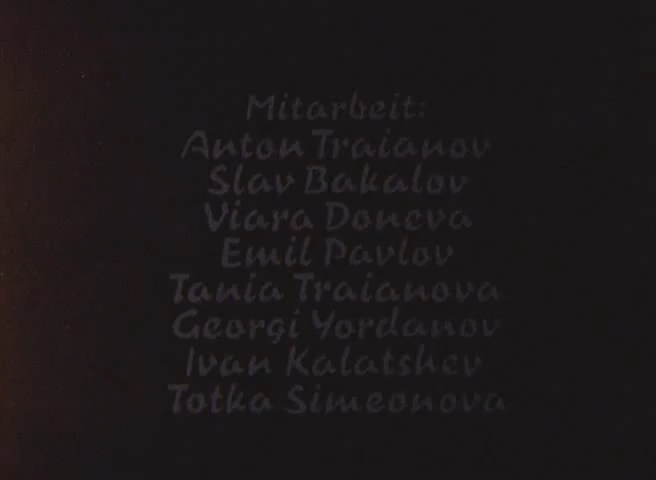 Mitarbeit:
Anton Traianov
Slav Bakalov
Viara Doneva
Emil Pavlov
Tania Traianova
Georgi Yordanov
Ivan Kalatshev
Totka Simeonova